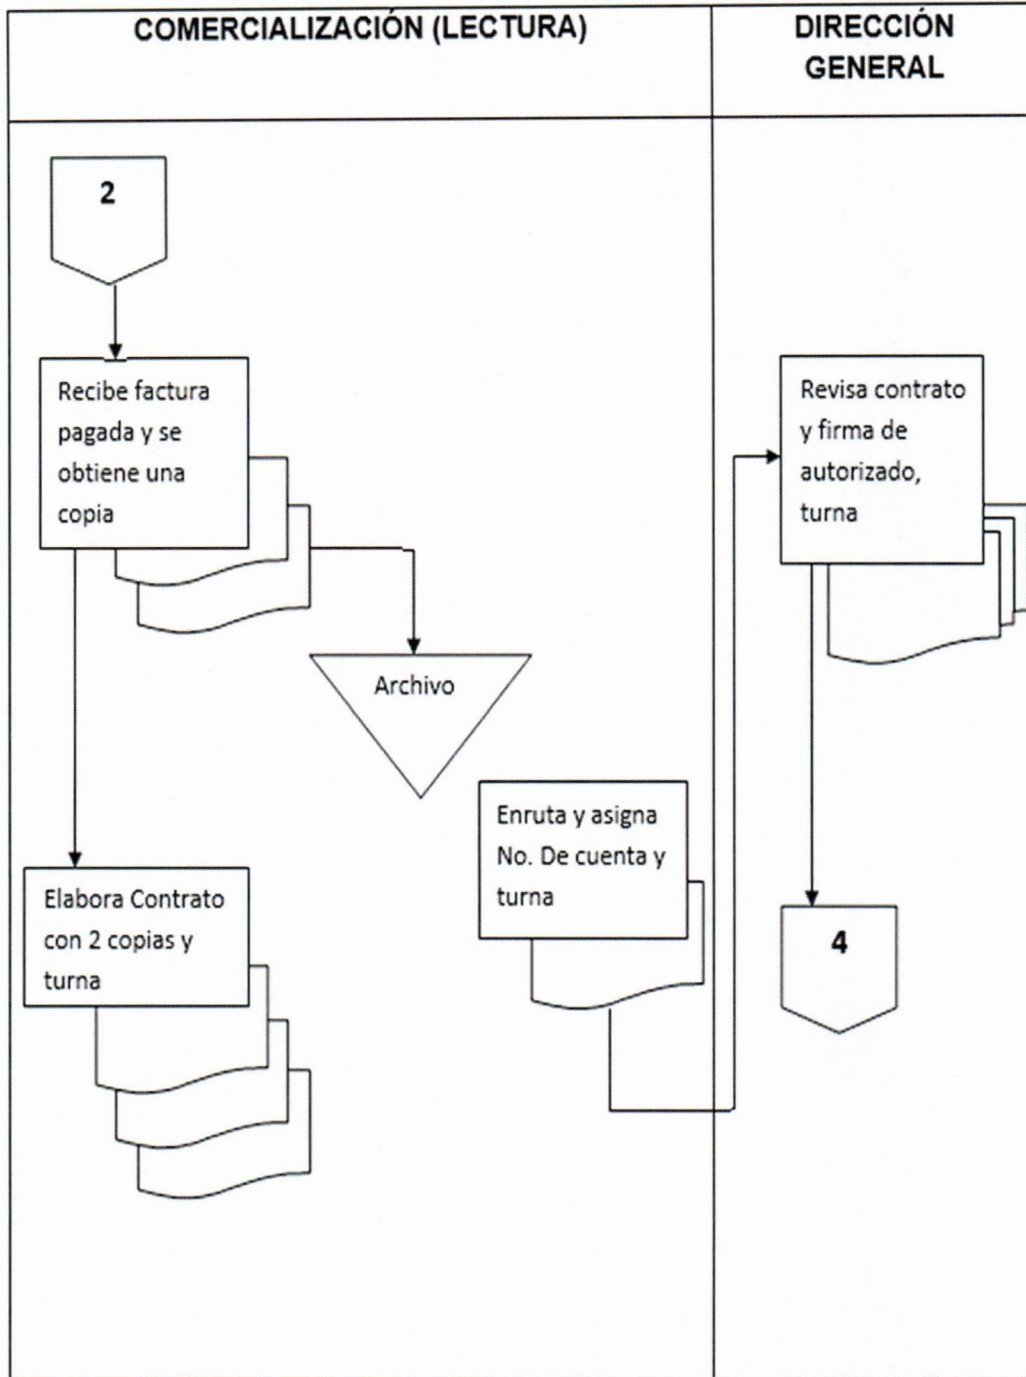 COMERCIALIZACIÓN (LECTURA)
DIRECCIÓN
GENERAL
2
Recibe factura
pagada y se
obtiene una
copia
Archivo
Elabora Contrato
con 2 copias y
turna
Enruta y asigna
No. De cuenta y
turna
Revisa contrato
y firma de
autorizado,
turna
4